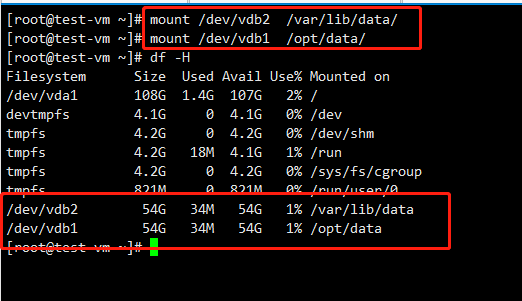 [root@test-vm ~]# mount /dev/vdb2  /var/lib/data/
[root@test-vm ~]# mount /dev/vdb1  /opt/data/
[root@test-vm ~]# df -H
Filesystem      Size  Used Avail Use% Mounted on
/dev/vda1       108G  1.4G  107G   2% /
devtmpfs        4.1G     0  4.1G   0% /dev
tmpfs           4.2G     0  4.2G   0% /dev/shm
tmpfs           4.2G   18M  4.1G   1% /run
tmpfs           4.2G     0  4.2G   0% /sys/fs/cgroup
tmpfs           821M     0  821M   0% /run/user/0
/dev/vdb2        54G   34M   54G   1% /var/lib/data
/dev/vdb1        54G   34M   54G   1% /opt/data
[root@test-vm ~]#